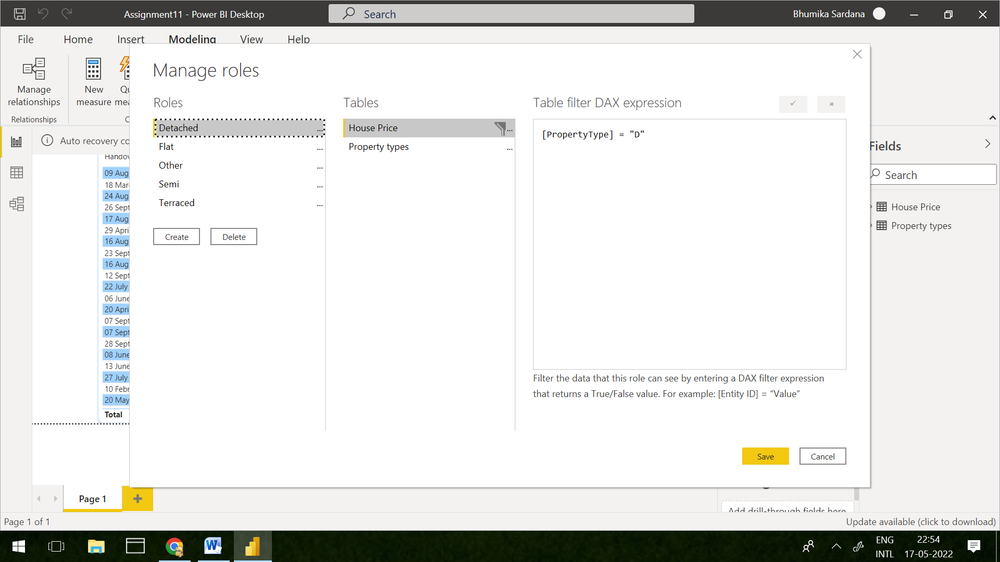 Assignment11 - Power BI Desktop
Search
Bhumika Sardana
File Home Insert Modeling View Help
Manage relationships
New measure
Relationships
Manage roles
Roles
Tables
Table filter DAX expression
Detached ...
Flat ...
Other ...
Semi ...
Terraced ...
Create Delete
House Price ...
Property types ...
[PropertyType] = "D"
Filter the data that this role can see by entering a DAX filter expression
that returns a True/False value. For example: [Entity ID] = “Value”
Save Cancel
Auto recovery
09 Aug
18 Mar
24 Aug
26 Sept
17 Aug
29 Apri
16 Aug
23 Sept
16 Aug
12 Sept
22 July
06 June
20 Apri
07 Sept
07 Sept
28 Sept
08 June
13 June
27 July
10 Febr
20 May
Total
Fields
Search
House Price
Property types
Add drill-through fields here
Page 1
Page 1 of 1
Update available (click to download)
ENG
INTL
22:54
17-05-2022